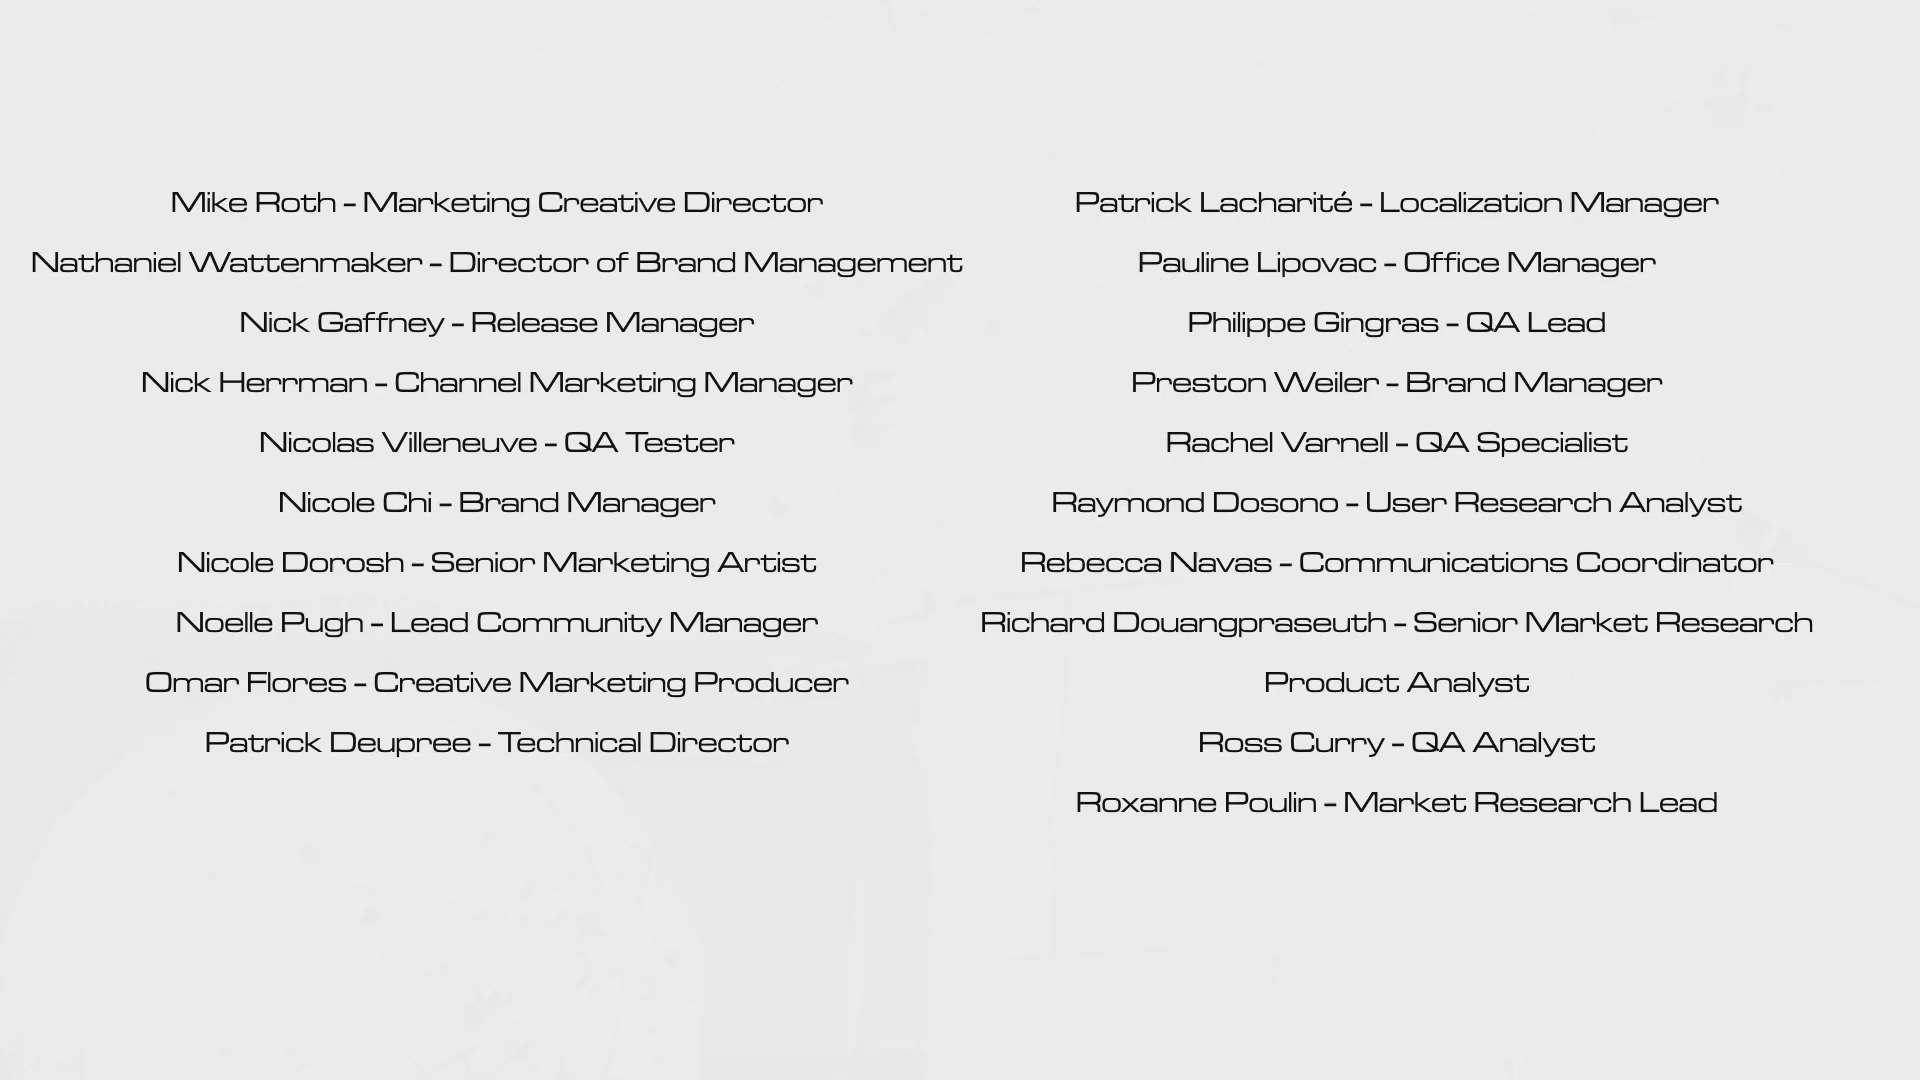 Mike Roth - Marketing Creative Director
Nathaniel Wattenmaker - Director of Brand Management
Nick Gaffney - Release Manager
Nick Herrman - Channel Marketing Manager
Nicolas Villeneuve - QA Tester
Nicole Chi - Brand Manager
Nicole Dorosh - Senior Marketing Artist
Noelle Pugh - Lead Community Manager
Omar Flores - Creative Marketing Producer
Patrick Deupree - Technical Director
Patrick Lacharité - Localization Manager
Pauline Lipovac - Office Manager
Philippe Gingras - QA Lead
Preston Weiler - Brand Manager
Rachel Varnell - QA Specialist
Raymond Dosono - User Research Analyst
Rebecca Navas - Communications Coordinator
Richard Douangpraseuth - Senior Market Research
Product Analyst
Ross Curry - QA Analyst
Roxanne Poulin - Market Research Lead